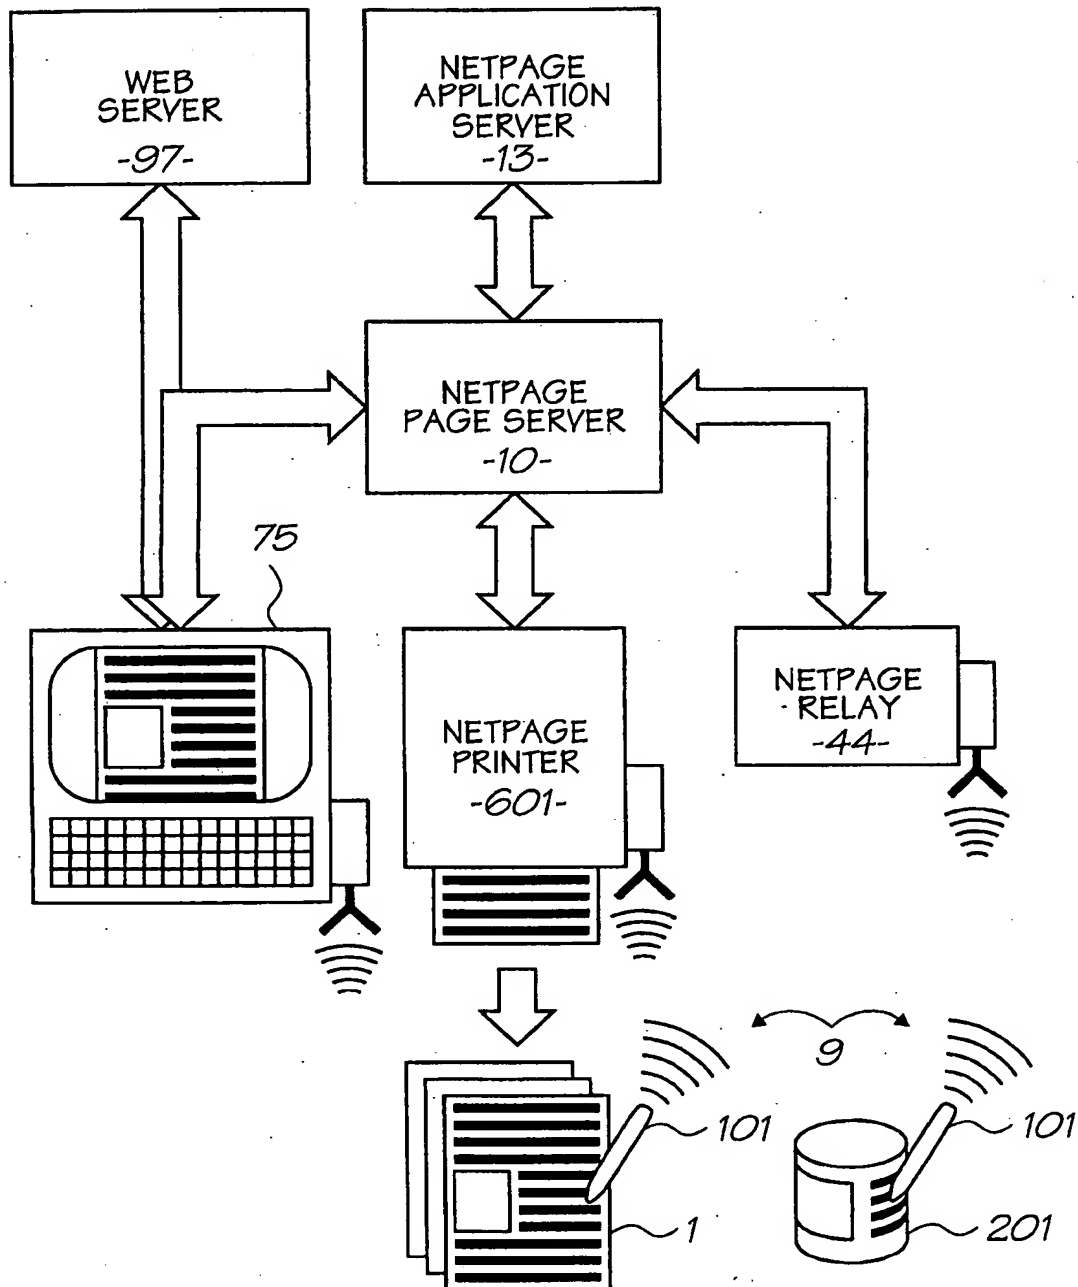 WEB
SERVER
-97-
NETPAGE
APPLICATION
SERVER
-13-
NETPAGE
PAGE SERVER
-10-
75
NETPAGE
PRINTER
-601-
NETPAGE
RELAY
-44-
9
101
101
1
201